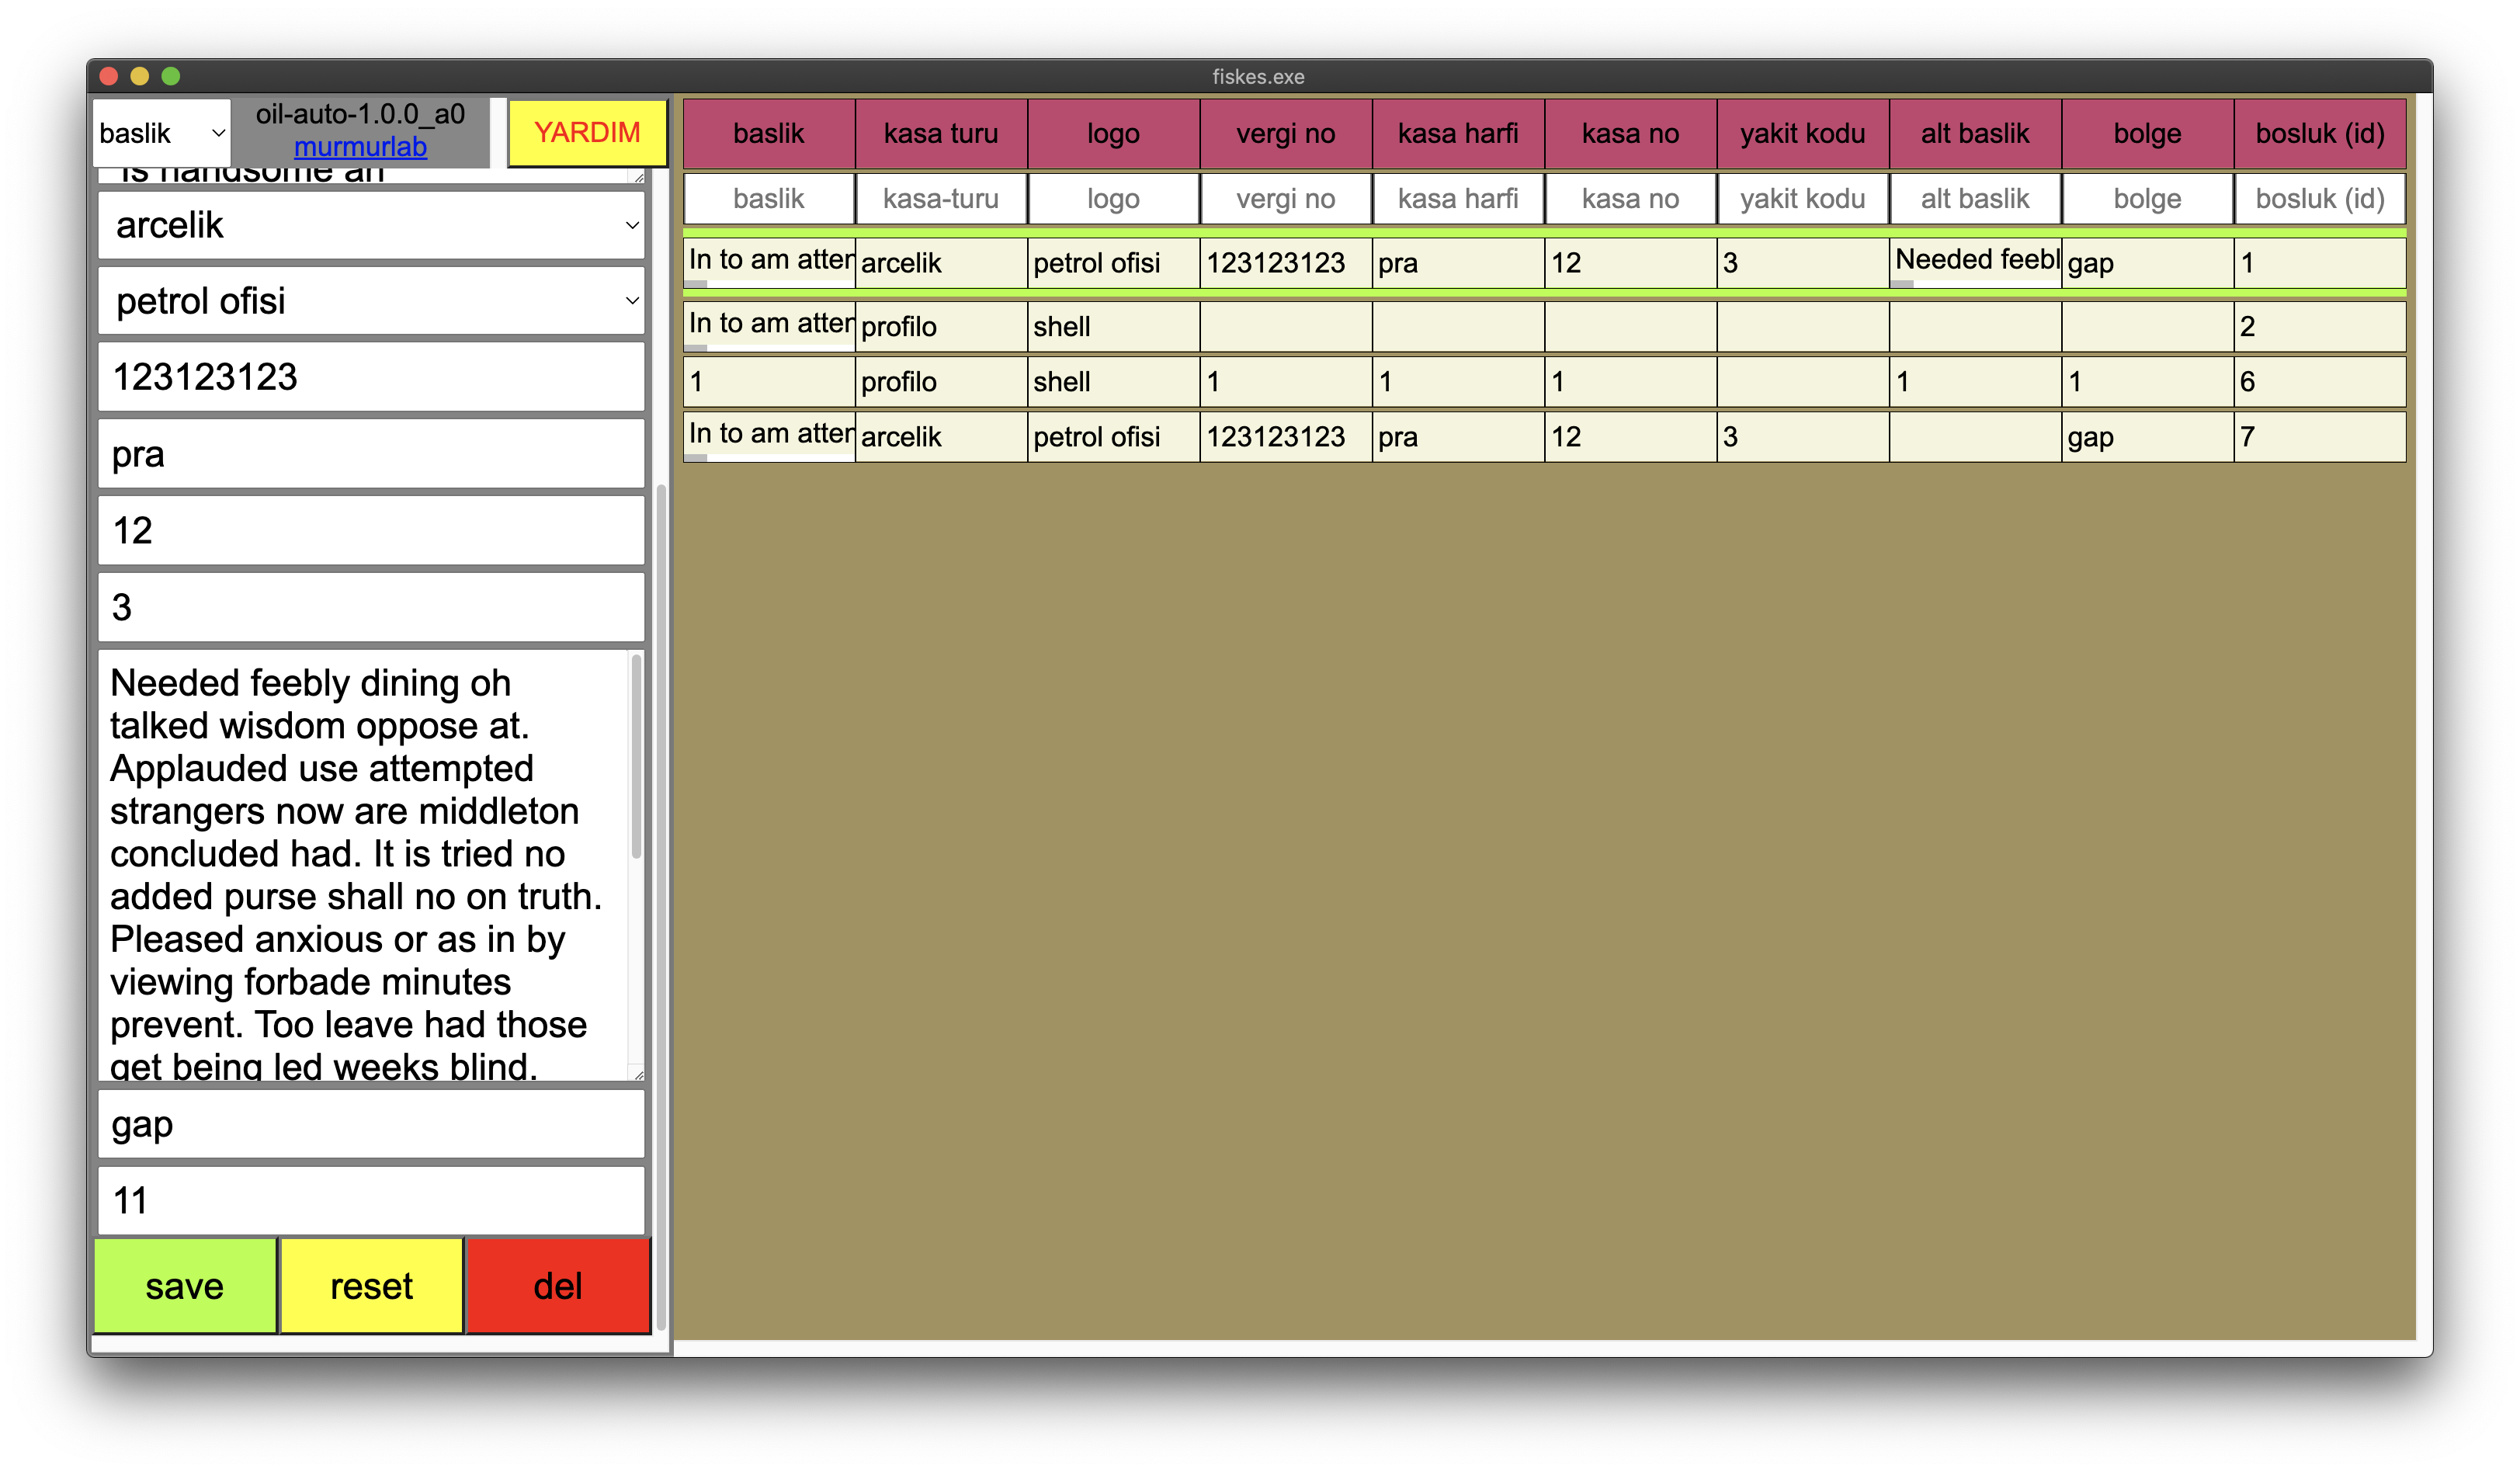 fiskes.exe
baslik
oil-auto-1.0.0_a0
murmurlab
YARDIM
is handsome an
arcelik
petrol ofisi
123123123
pra
12
3
Needed feebly dining oh
talked wisdom oppose at.
Applauded use attempted
strangers now are middleton
concluded had. It is tried no
added purse shall no on truth.
Pleased anxious or as in by
viewing forbade minutes
prevent. Too leave had those
get being led weeks blind.
gap
11
save reset del
baslik kasa turu logo vergi no kasa harfi kasa no yakit kodu alt baslik bolge bosluk (id)
baslik kasa-turu logo vergi no kasa harfi kasa no yakit kodu alt baslik bolge bosluk (id)
In to am atten arcelik petrol ofisi 123123123 pra 12 3 Needed feebl gap 1
In to am atten profilo shell 2
1 profilo shell 1 1 1 1 1 6
In to am atten arcelik petrol ofisi 123123123 pra 12 3 gap 7